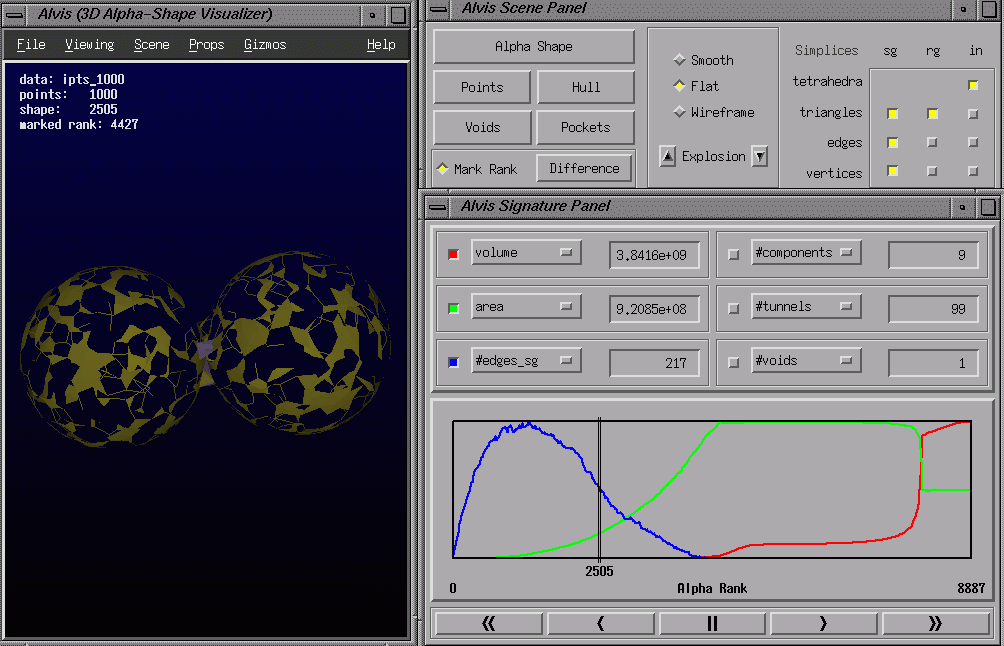 Alvis (3D Alpha-Shape Visualizer)
File Viewing Scene Props Gizmos Help
data: ipts_1000
points: 1000
shape: 2505
marked rank: 4427
Alvis Scene Panel
Alpha Shape
Points Hull
Voids Pockets
Mark Rank Difference
Smooth
Flat
Wireframe
Explosion
Simplices sg rg in
tetrahedra
triangles
edges
vertices
Alvis Signature Panel
volume 3.8416e+09 #components 9
area 9.2085e+08 #tunnels 99
#edges_sg 217 #voids 1
2505
0 Alpha Rank 8887